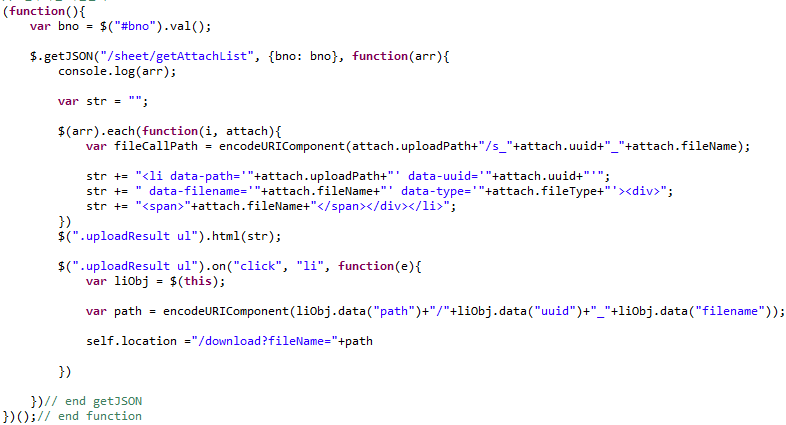 (function(){
    var bno = $("#bno").val();

    $.getJSON("/sheet/getAttachList", {bno: bno}, function(arr){
        console.log(arr);

        var str = "";

        $(arr).each(function(i, attach){
            var fileCallPath = encodeURIComponent(attach.uploadPath+"/s_"+attach.uuid+"_"+attach.fileName);

            str += "<li data-path='"+attach.uploadPath+"' data-uuid='"+attach.uuid+"'";
            str += " data-filename='"+attach.fileName+"' data-type='"+attach.fileType+"'><div>";
            str += "<span>"+attach.fileName+"</span></div></li>";
        })
        $(".uploadResult ul").html(str);

        $(".uploadResult ul").on("click", "li", function(e){
            var liObj = $(this);

            var path = encodeURIComponent(liObj.data("path")+"/"+liObj.data("uuid")+"_"+liObj.data("filename"));

            self.location ="/download?fileName="+path

        })

    })// end getJSON
})();// end function